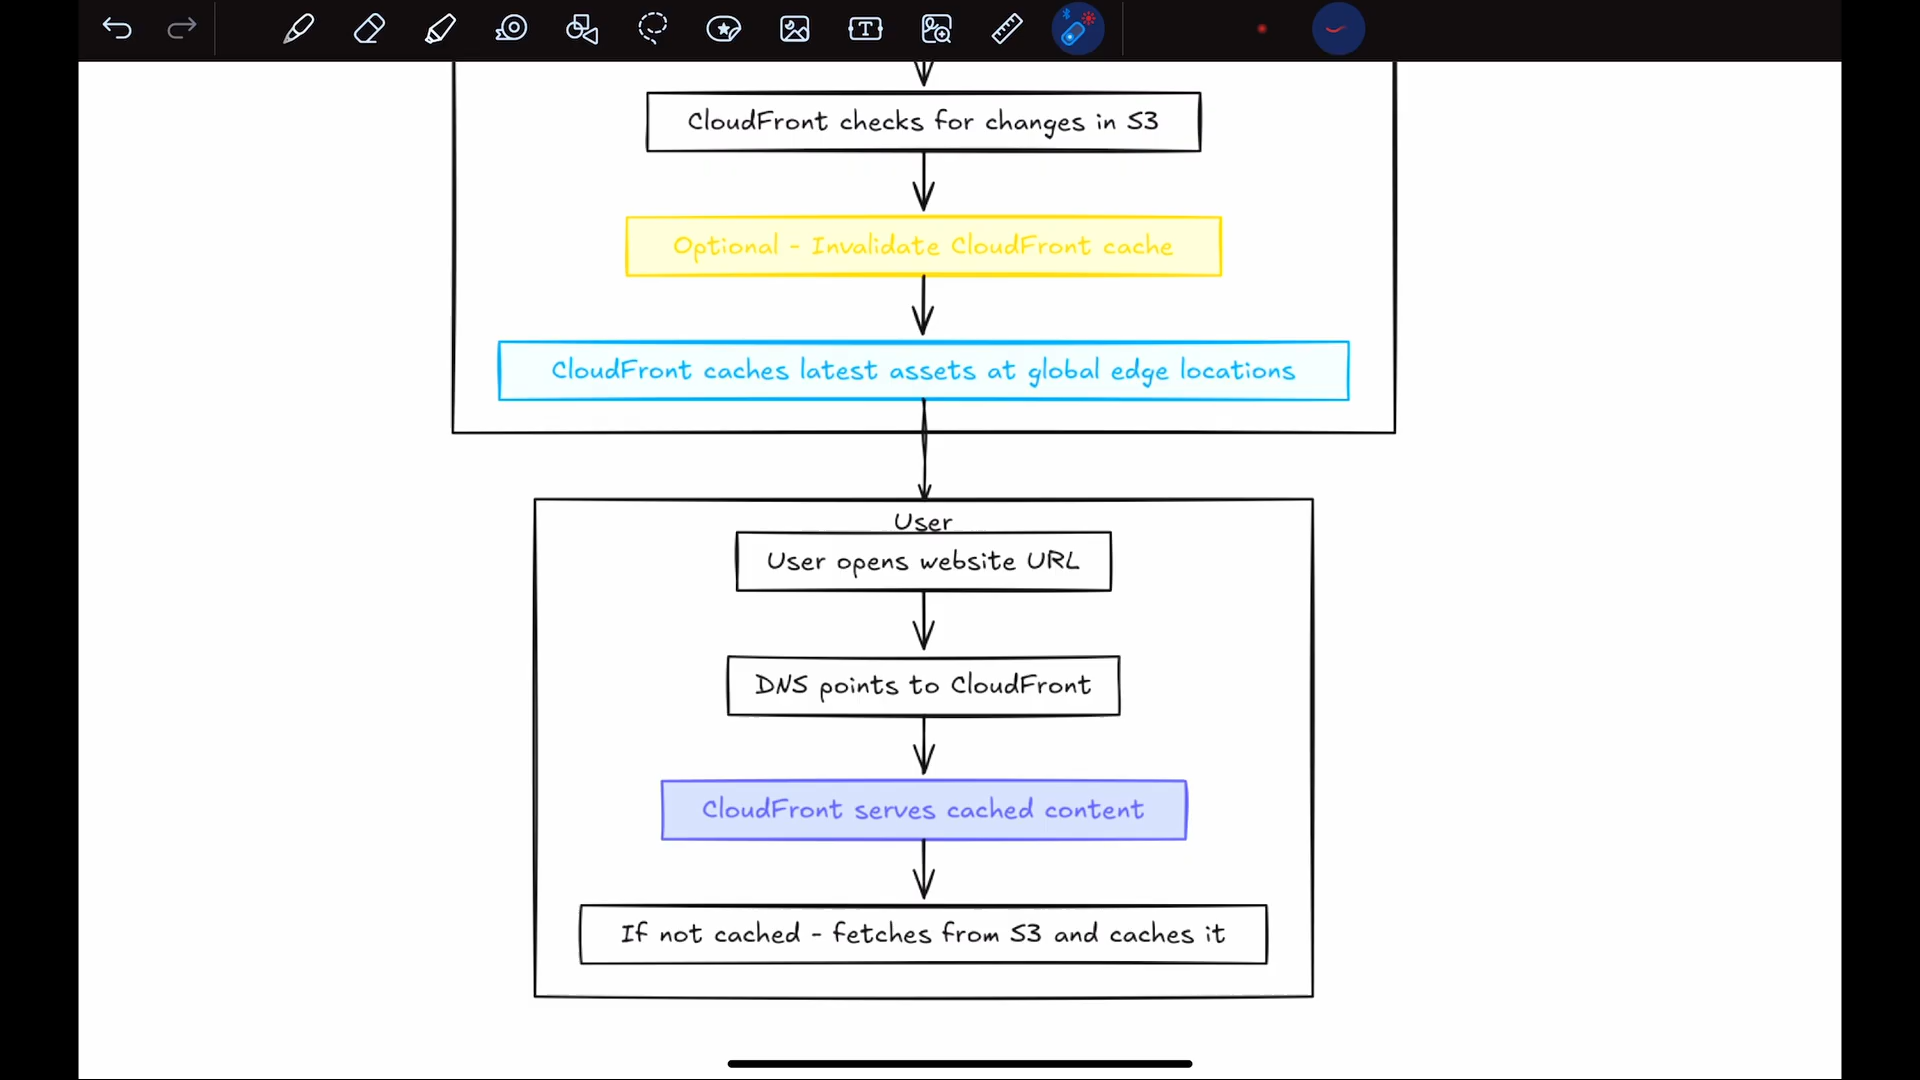 CloudFront checks for changes in S3
Optional - Invalidate CloudFront cache
CloudFront caches latest assets at global edge locations
User
User opens website URL
DNS points to CloudFront
CloudFront serves cached content
If not cached - fetches from S3 and caches it